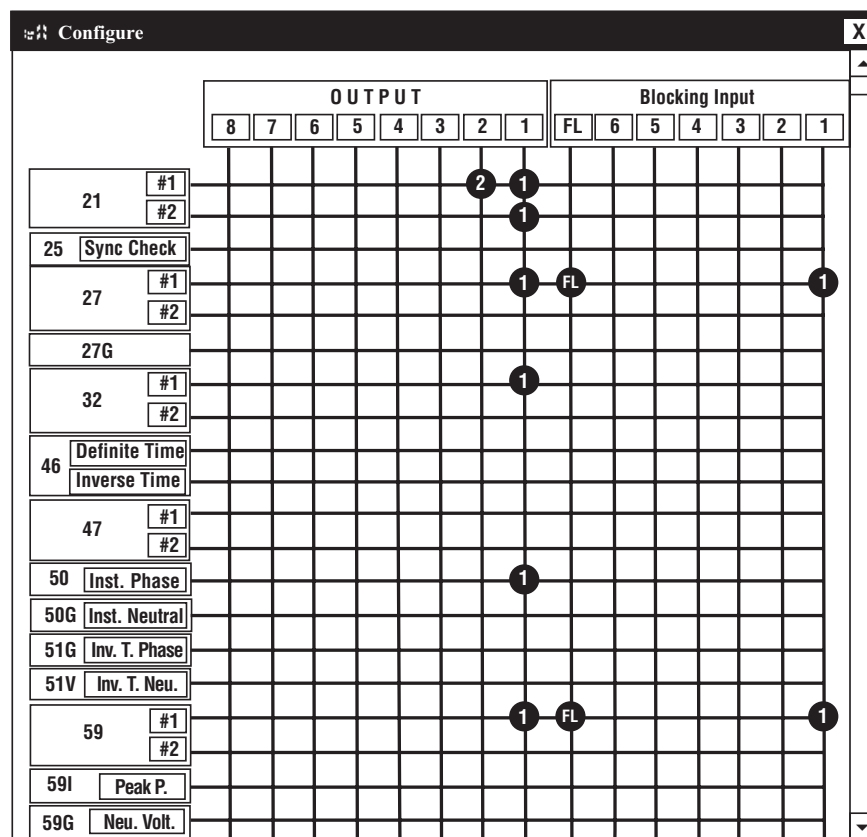 Configure X
OUTPUT Blocking Input
8 7 6 5 4 3 2 1 FL 6 5 4 3 2 1
21 #1 2 1
#2 1
25 Sync Check
27 #1 1 FL 1
#2
27G
32 #1 1
#2
46 Definite Time
Inverse Time
47 #1
#2
50 Inst. Phase 1
50G Inst. Neutral
51G Inv. T. Phase
51V Inv. T. Neu.
59 #1 1 FL 1
#2
59I Peak P.
59G Neu. Volt.